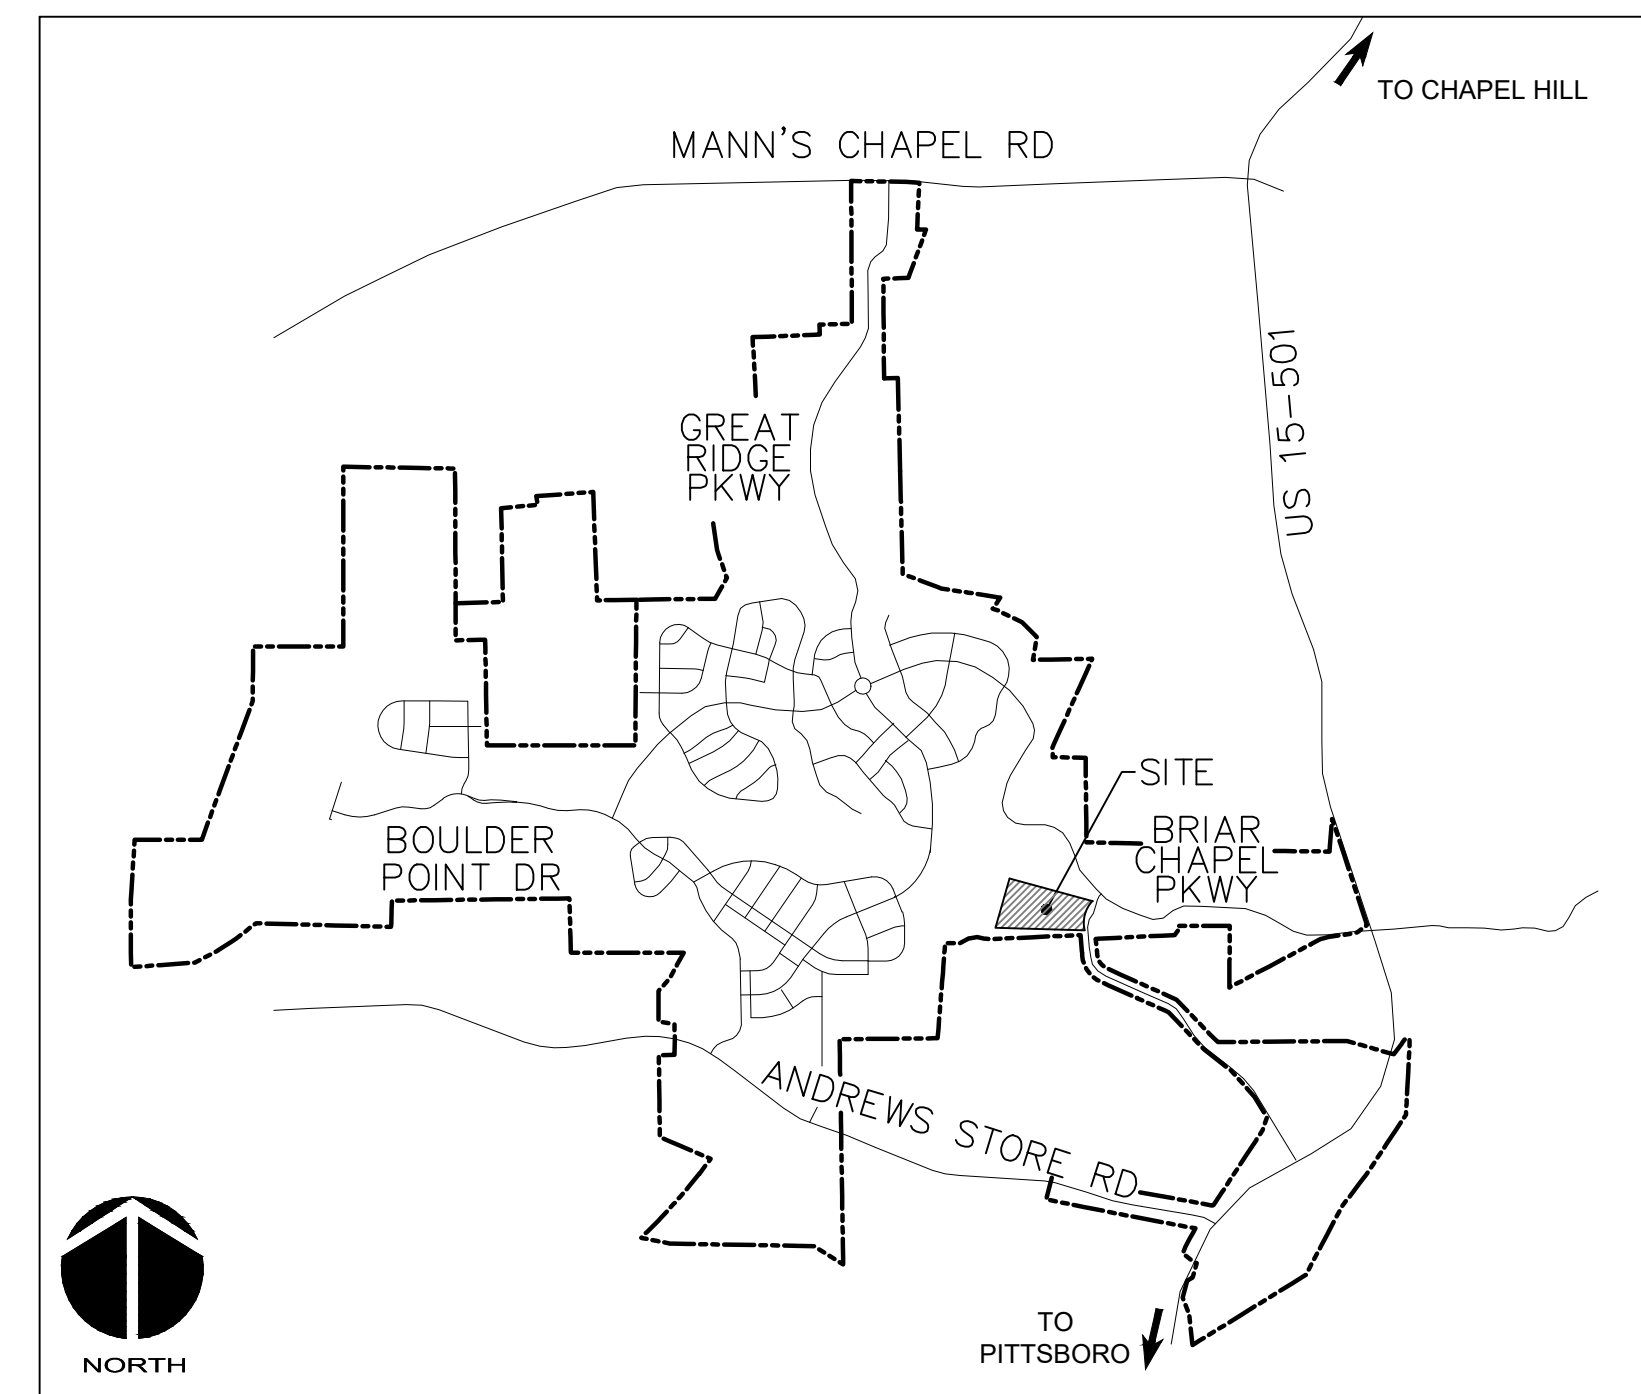 TO CHAPEL HILL
MANN'S CHAPEL RD
US 15-501
GREAT
RIDGE
PKWY
SITE
BRIAR
CHAPEL
PKWY
BOULDER
POINT DR
ANDREWS STORE RD
TO
PITTSBORO
NORTH